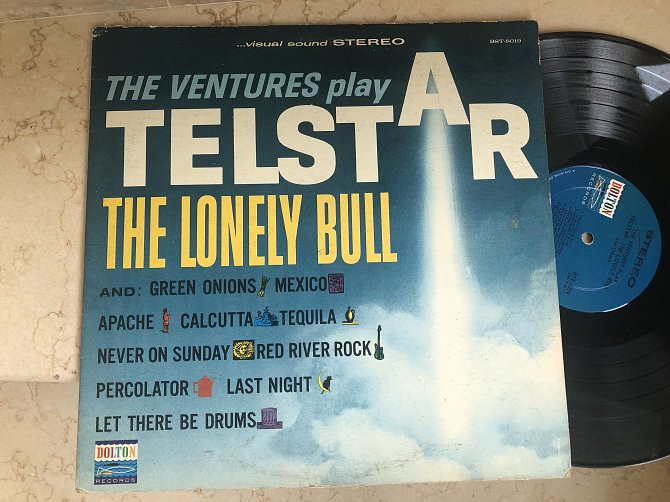 ...visual sound STEREO
BST-8019
THE VENTURES play
TELSTAR
THE LONELY BULL
AND: GREEN ONIONS MEXICO
APACHE CALCUTTA TEQUILA
NEVER ON SUNDAY RED RIVER ROCK
PERCOLATOR LAST NIGHT
LET THERE BE DRUMS
DOLTON
RECORDS
DOLTON
RECORDS
STEREO